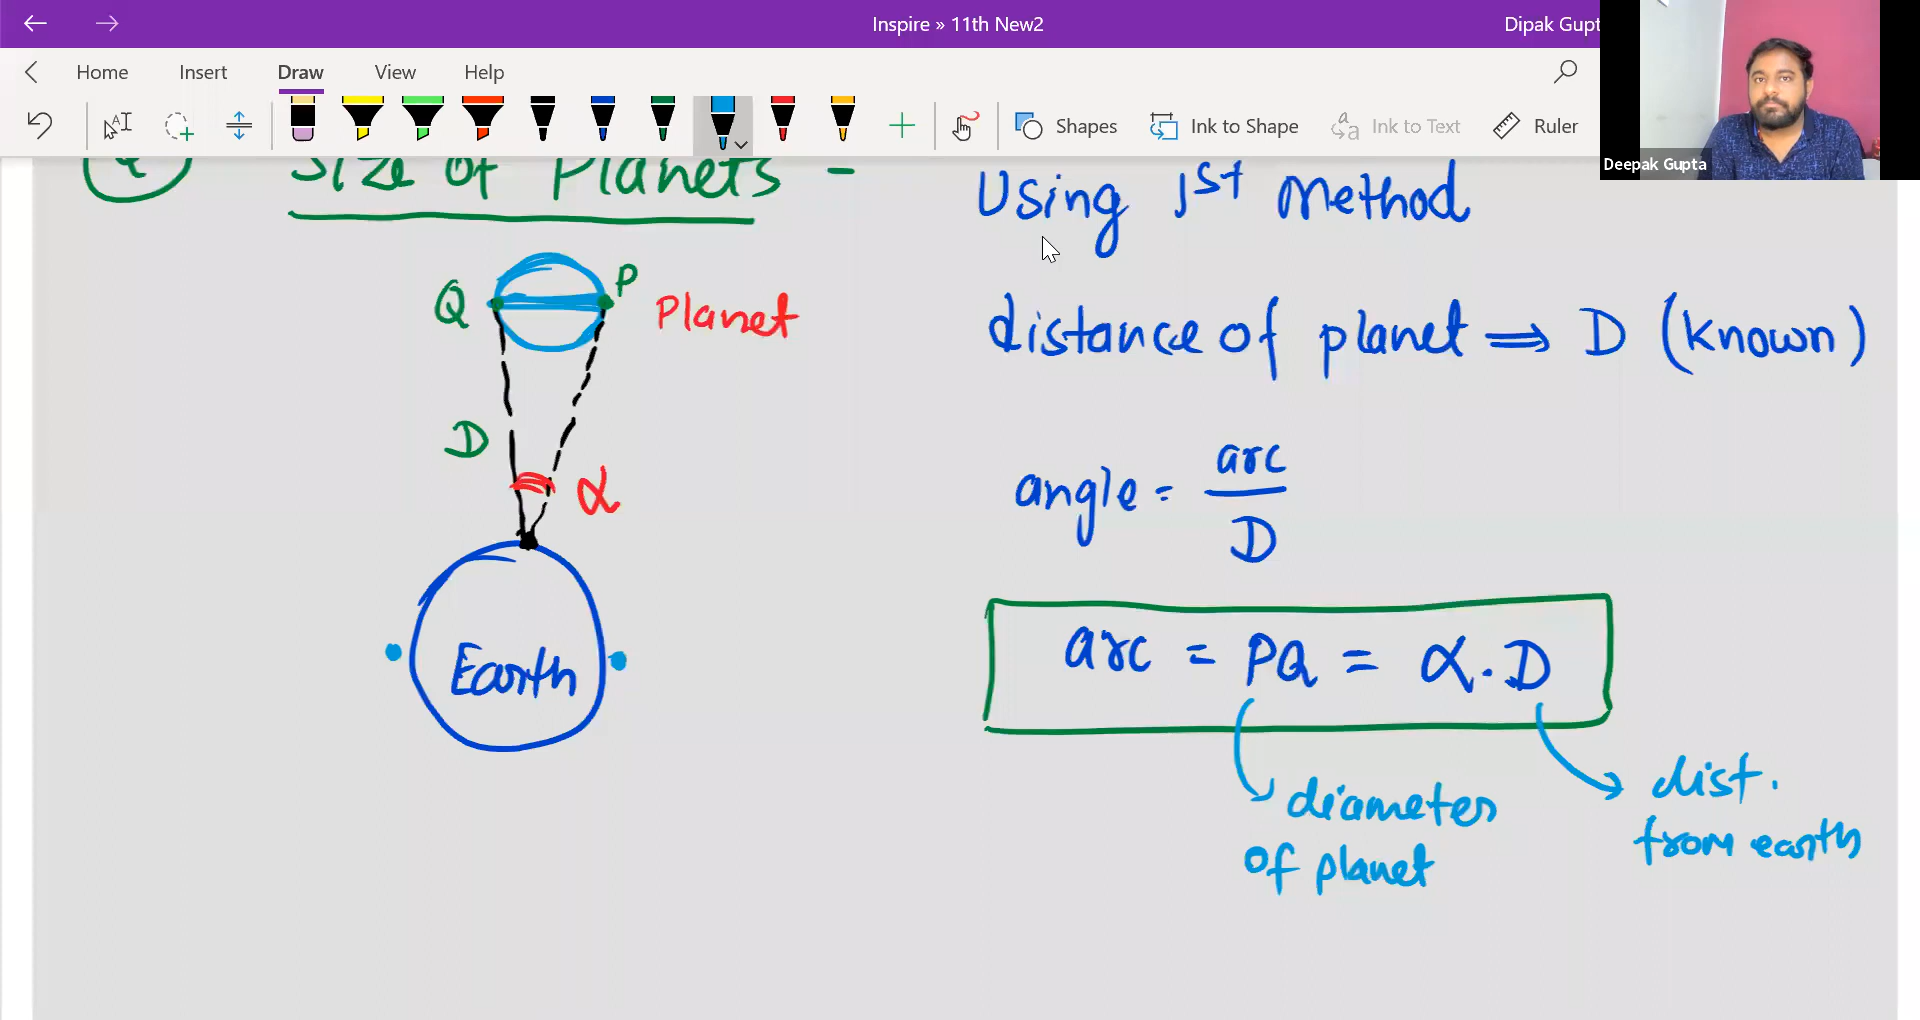 Inspire » 11th New2
Dipak Gupt
Home Insert Draw View Help
Shapes Ink to Shape Ink to Text Ruler
Deepak Gupta
Size of Planets -
Using 1st Method
Q P
Planet
distance of planet ⇒ D (known)
D
α
angle = arc / D
Earth
arc = PQ = α . D
diameter
of planet
dist.
from earth